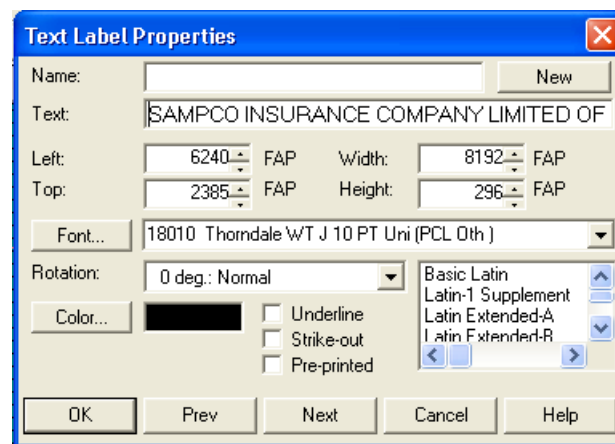 Text Label Properties
Name: New
Text: SAMPCO INSURANCE COMPANY LIMITED OF
Left: 6240 FAP Width: 8192 FAP
Top: 2385 FAP Height: 296 FAP
Font... 18010 Thorndale WT J 10 PT Uni (PCL Oth )
Rotation: 0 deg.: Normal
Basic Latin
Latin-1 Supplement
Latin Extended-A
Latin Extended-B
Color...
Underline
Strike-out
Pre-printed
OK Prev Next Cancel Help